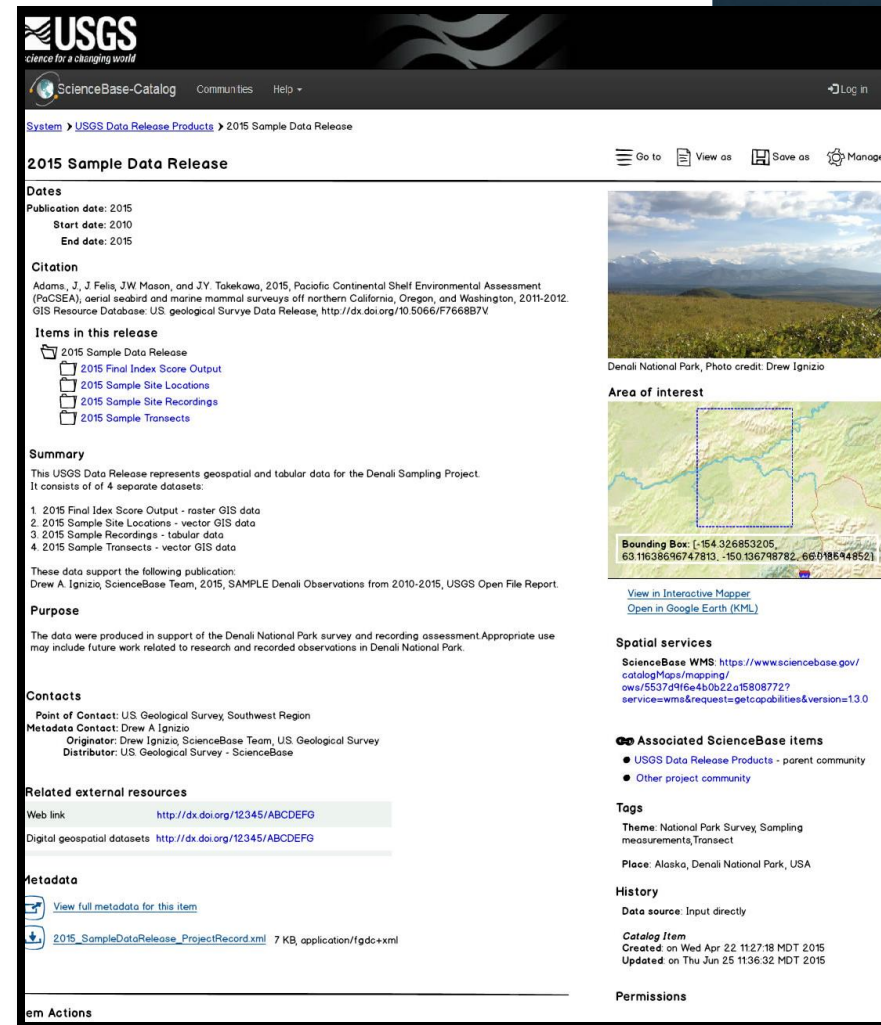 USGS
science for a changing world
ScienceBase-Catalog Communities Help
Log in
System > USGS Data Release Products > 2015 Sample Data Release
2015 Sample Data Release
Go to View as Save as Manage
Dates
Publication date: 2015
Start date: 2010
End date: 2015
Citation
Adams., J., J. Felis, J.W. Mason, and J.Y. Takekawa, 2015, Paciofic Continental Shelf Environmental Assessment
(PaCSEA); aerial seabird and marine mammal surveuys off northern California, Oregon, and Washington, 2011-2012.
GIS Resource Database: U.S. geological Survye Data Release, http://dx.doi.org/10.5066/F7668B7V.
Items in this release
2015 Sample Data Release
2015 Final Index Score Output
2015 Sample Site Locations
2015 Sample Site Recordings
2015 Sample Transects
Summary
This USGS Data Release represents geospatial and tabular data for the Denali Sampling Project.
It consists of of 4 separate datasets:
1. 2015 Final Idex Score Output - raster GIS data
2. 2015 Sample Site Locations - vector GIS data
3. 2015 Sample Recordings - tabular data
4. 2015 Sample Transects - vector GIS data
These data support the following publication:
Drew A. Ignizio, ScienceBase Team, 2015, SAMPLE Denali Observations from 2010-2015, USGS Open File Report.
Purpose
The data were produced in support of the Denali National Park survey and recording assessment.Appropriate use
may include future work related to research and recorded observations in Denali National Park.
Contacts
Point of Contact: U.S. Geological Survey, Southwest Region
Metadata Contact: Drew A Ignizio
Originator: Drew Ignizio, ScienceBase Team, U.S. Geological Survey
Distributor: U.S. Geological Survey - ScienceBase
Related external resources
Web link http://dx.doi.org/12345/ABCDEFG
Digital geospatial datasets http://dx.doi.org/12345/ABCDEFG
Metadata
View full metadata for this item
2015_SampleDataRelease_ProjectRecord.xml 7 KB, application/fgdc+xml
em Actions
Denali National Park, Photo credit: Drew Ignizio
Area of interest
Bounding Box: [-154.326853205,
63.11638696747813, -150.136798782, 66.018694852]
View in Interactive Mapper
Open in Google Earth (KML)
Spatial services
ScienceBase WMS: https://www.sciencebase.gov/
catalogMaps/mapping/
ows/5537d9f6e4b0b22a15808772?
service=wms&request=getcapabilities&version=1.3.0
Associated ScienceBase items
USGS Data Release Products - parent community
Other project community
Tags
Theme: National Park Survey, Sampling
measurements,Transect
Place: Alaska, Denali National Park, USA
History
Data source: Input directly
Catalog Item
Created: on Wed Apr 22 11:27:18 MDT 2015
Updated: on Thu Jun 25 11:36:32 MDT 2015
Permissions